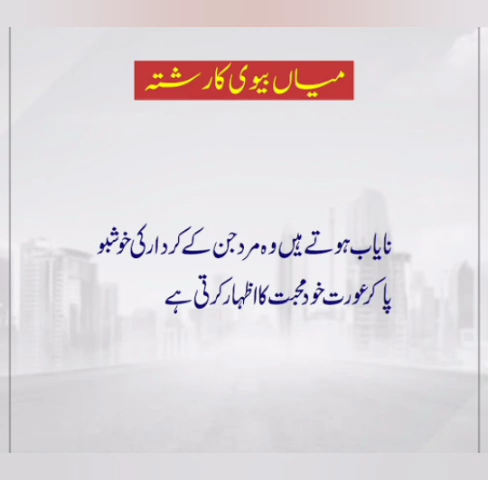 میاں بیوی کا رشتہ
نایاب ہوتے ہیں وہ مرد جن کے کردار کی خوشبو
پا کر عورت خود محبت کا اظہار کرتی ہے